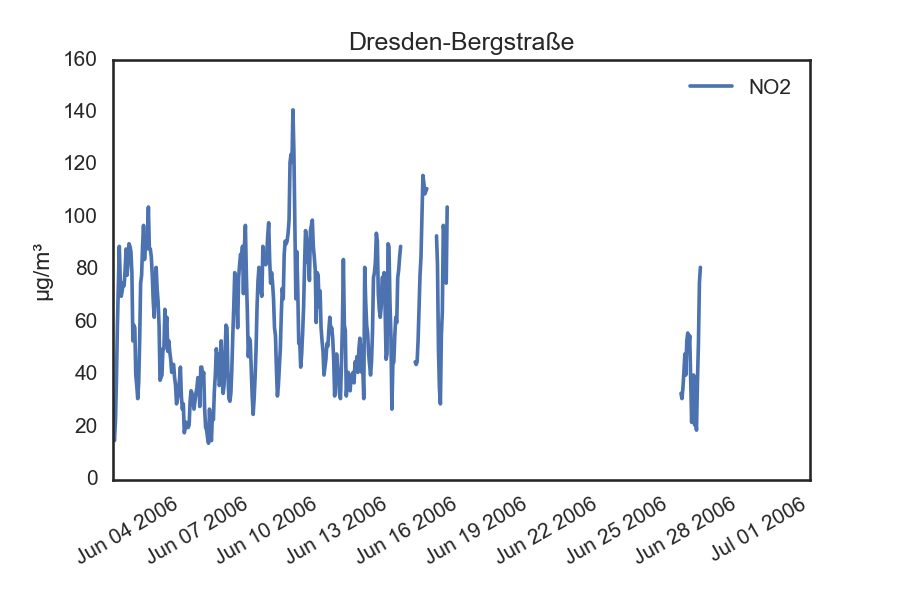 Dresden-Bergstraße
160
NO2
140
120
100
80
60
40
20
0
µg/m³
Jun 04 2006
Jun 07 2006
Jun 10 2006
Jun 13 2006
Jun 16 2006
Jun 19 2006
Jun 22 2006
Jun 25 2006
Jun 28 2006
Jul 01 2006